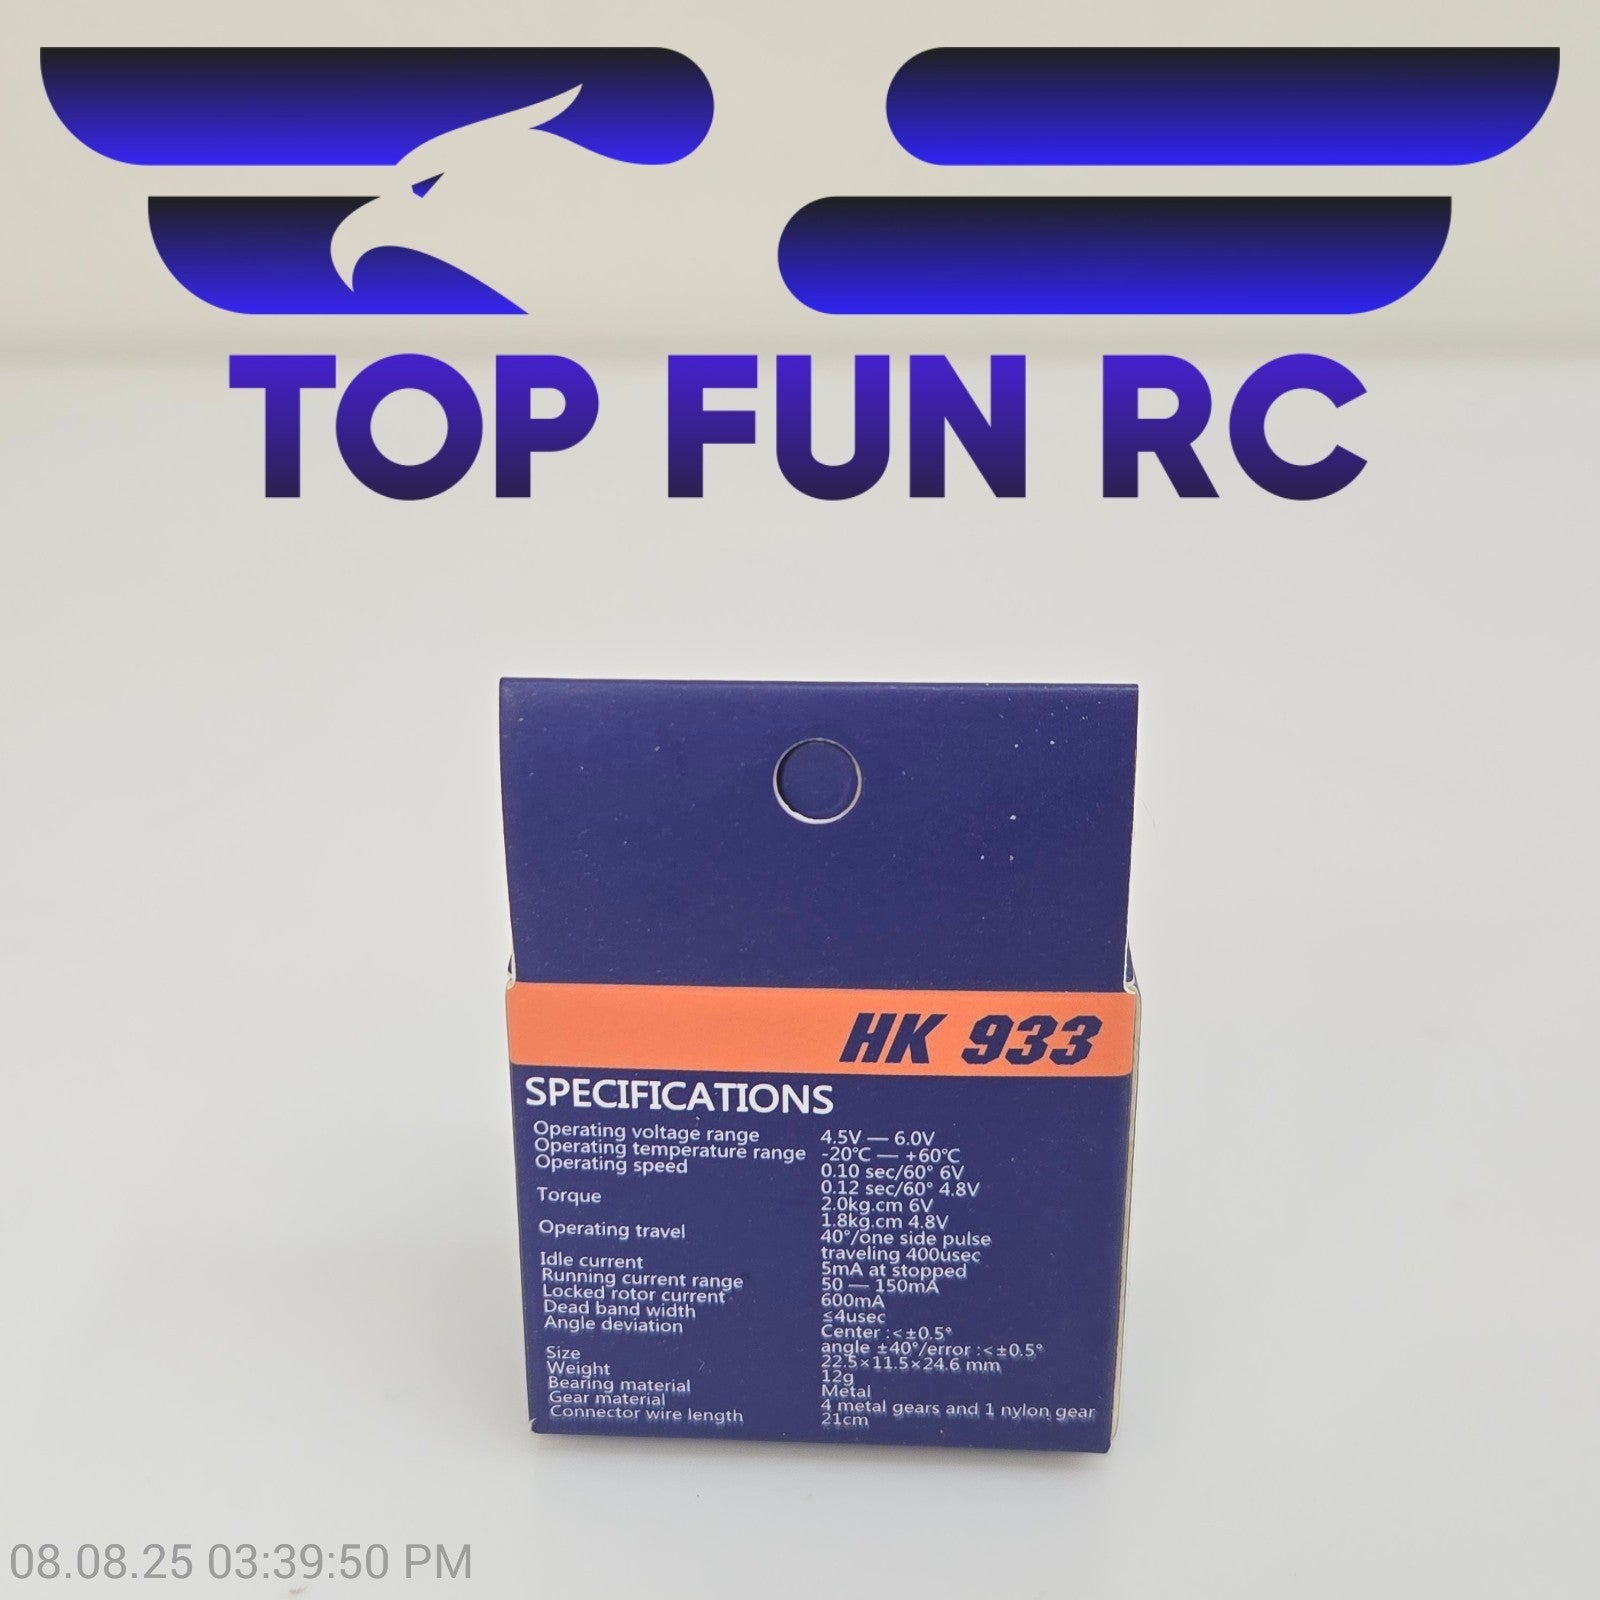 TOP FUN RC
HK 933
SPECIFICATIONS
Operating voltage range 4.5V — 6.0V
Operating temperature range -20℃ — +60℃
Operating speed 0.10 sec/60° 6V
0.12 sec/60° 4.8V
Torque 2.0kg.cm 6V
1.8kg.cm 4.8V
Operating travel 40°/one side pulse
traveling 400usec
Idle current 5mA at stopped
Running current range 50 — 150mA
Locked rotor current 600mA
Dead band width ≤4usec
Angle deviation Center :<±0.5°
angle ±40°/error :<±0.5°
Size 22.5×11.5×24.6 mm
Weight 12g
Bearing material Metal
Gear material 4 metal gears and 1 nylon gear
Connector wire length 21cm
08.08.25 03:39:50 PM